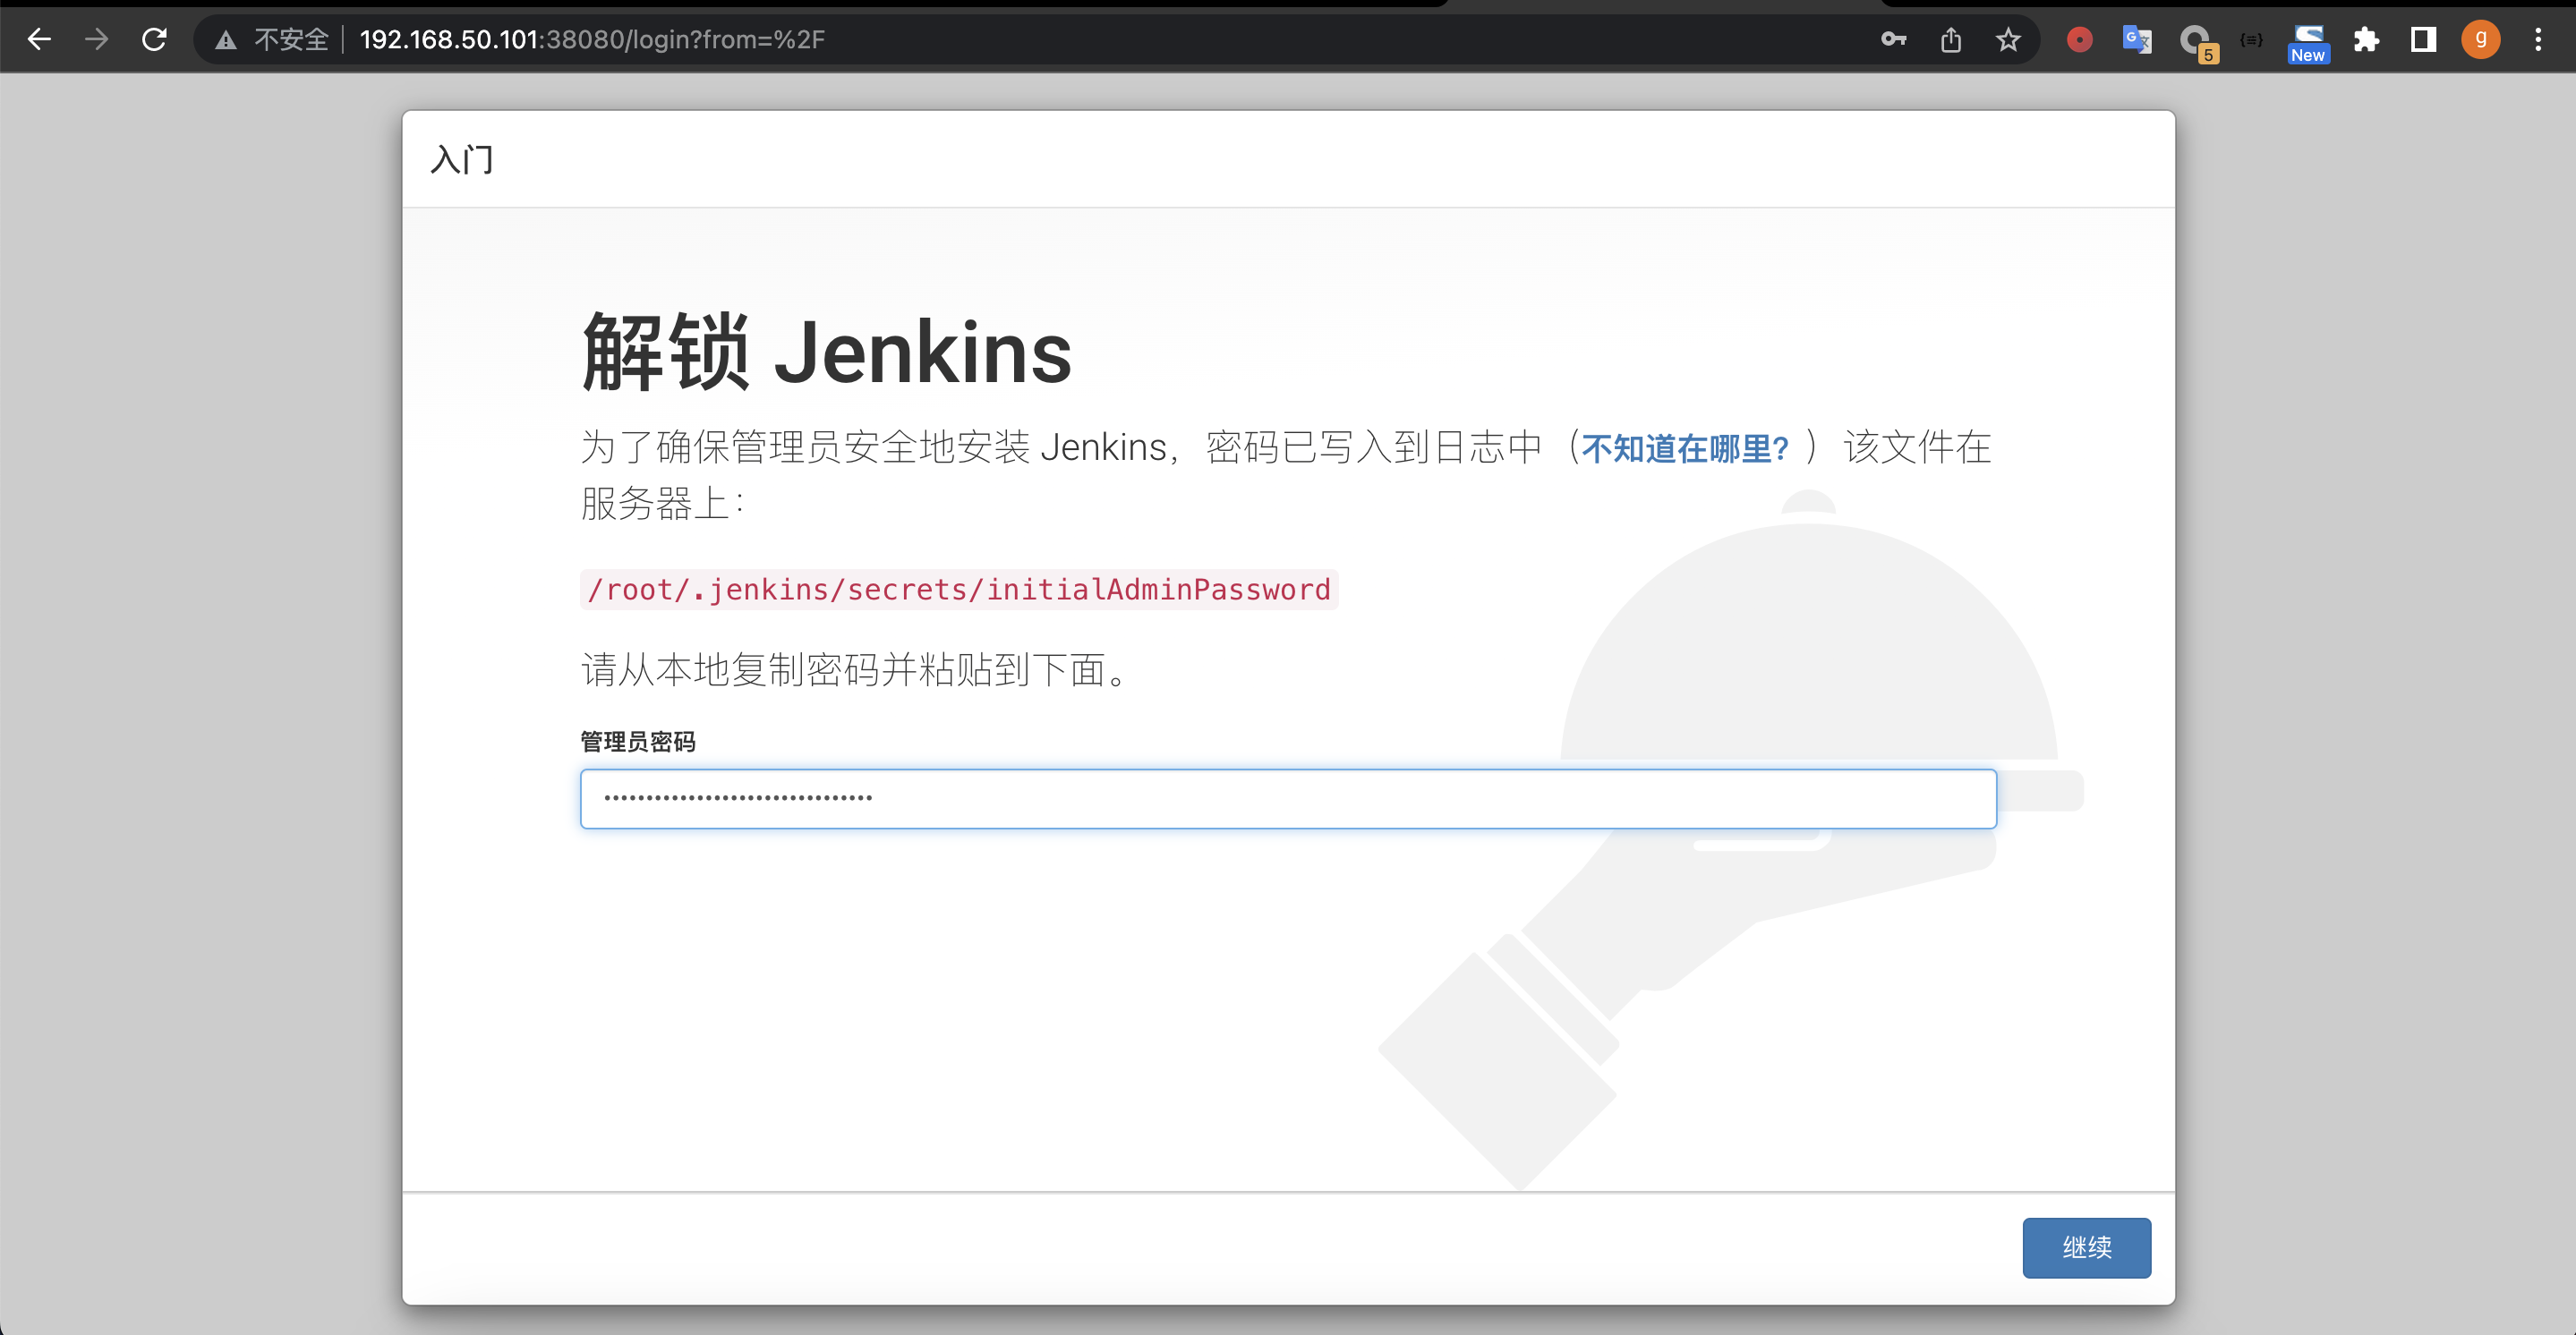 不安全 192.168.50.101:38080/login?from=%2F
5
New
g
入门
解锁 Jenkins
为了确保管理员安全地安装 Jenkins，密码已写入到日志中（不知道在哪里？）该文件在
服务器上：
/root/.jenkins/secrets/initialAdminPassword
请从本地复制密码并粘贴到下面。
管理员密码
继续